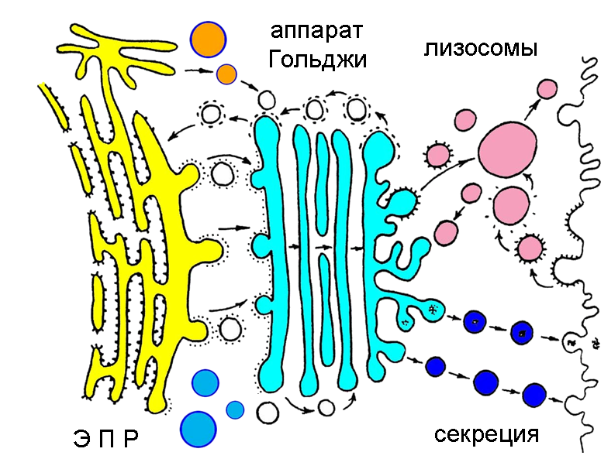 аппарат
Гольджи
лизосомы
Э П Р
секреция